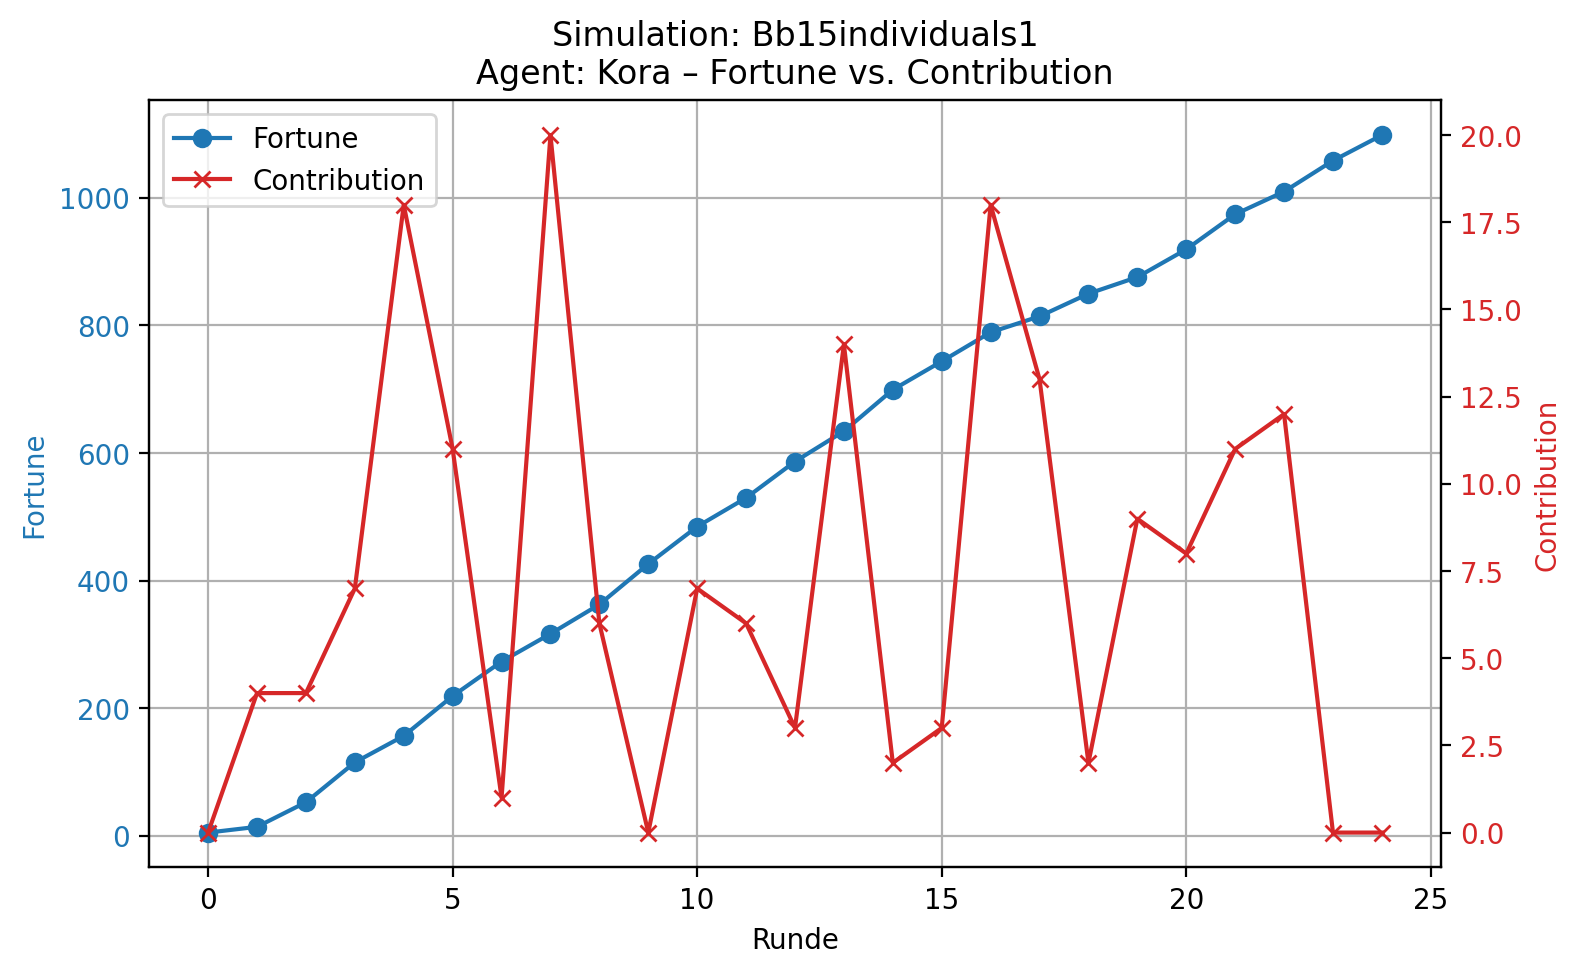 Simulation: Bb15individuals1
Agent: Kora – Fortune vs. Contribution
Fortune
Contribution
Fortune
0
200
400
600
800
1000
Contribution
20.0
17.5
15.0
12.5
10.0
7.5
5.0
2.5
0.0
0 5 10 15 20 25
Runde